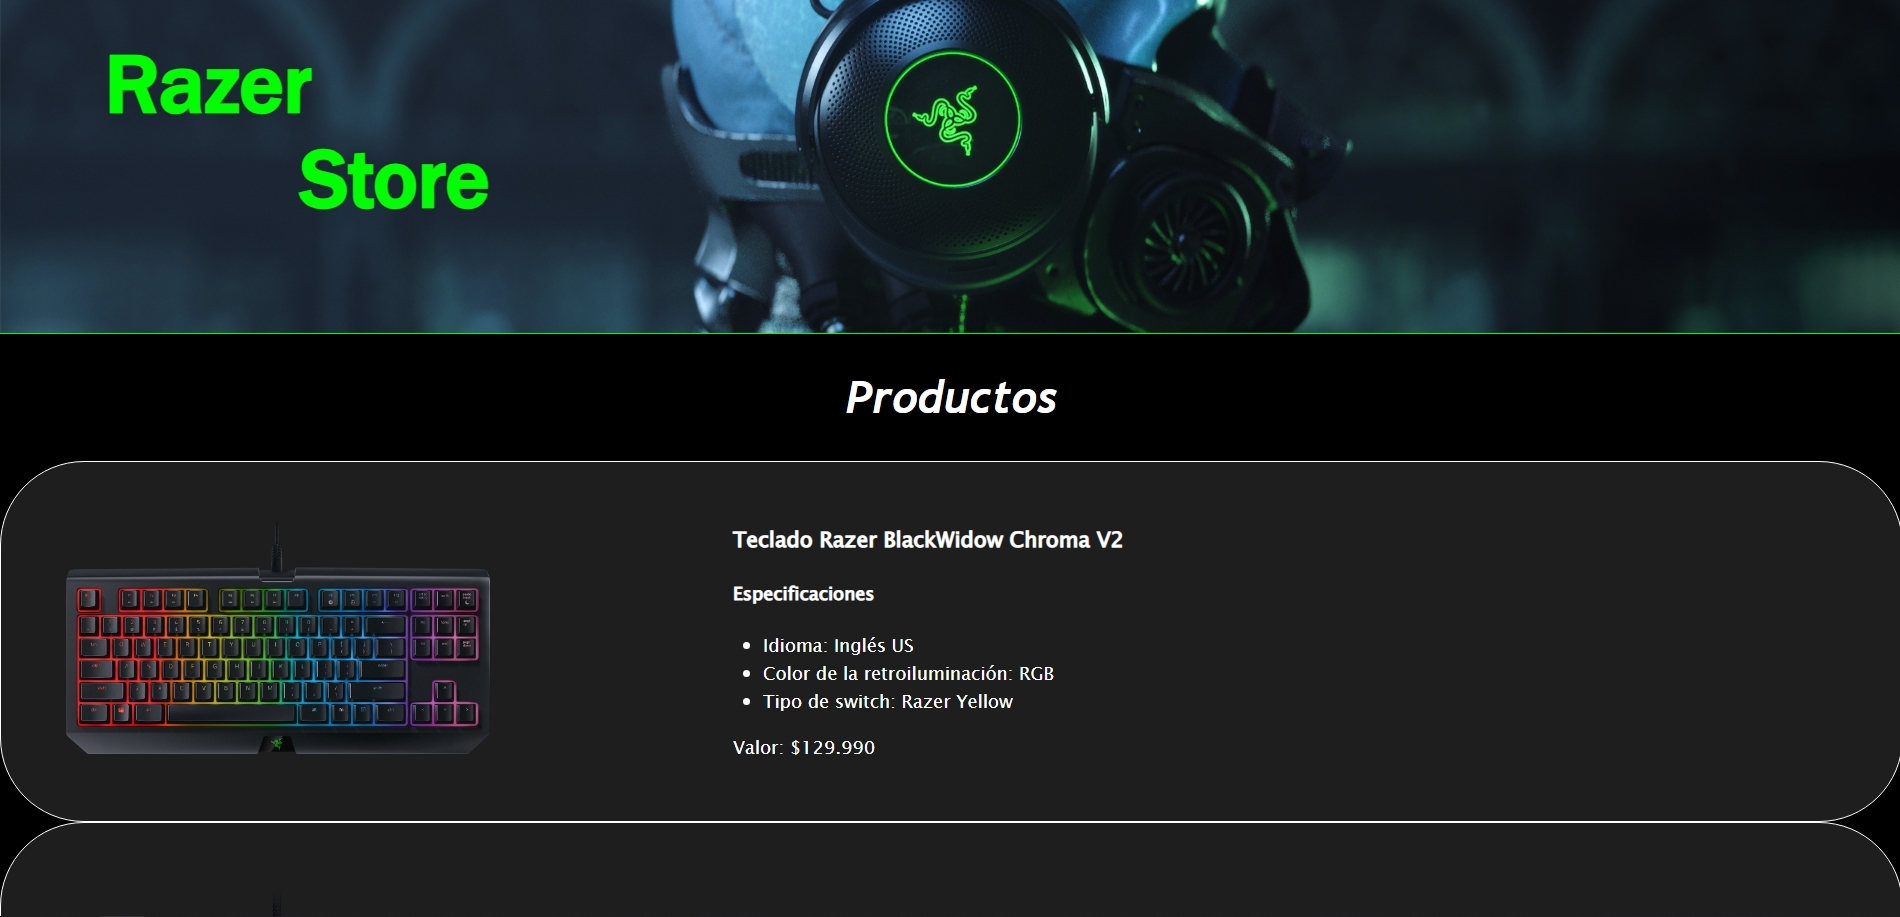 Razer
Store
Productos
Teclado Razer BlackWidow Chroma V2
Especificaciones
Idioma: Inglés US
Color de la retroiluminación: RGB
Tipo de switch: Razer Yellow
Valor: $129.990